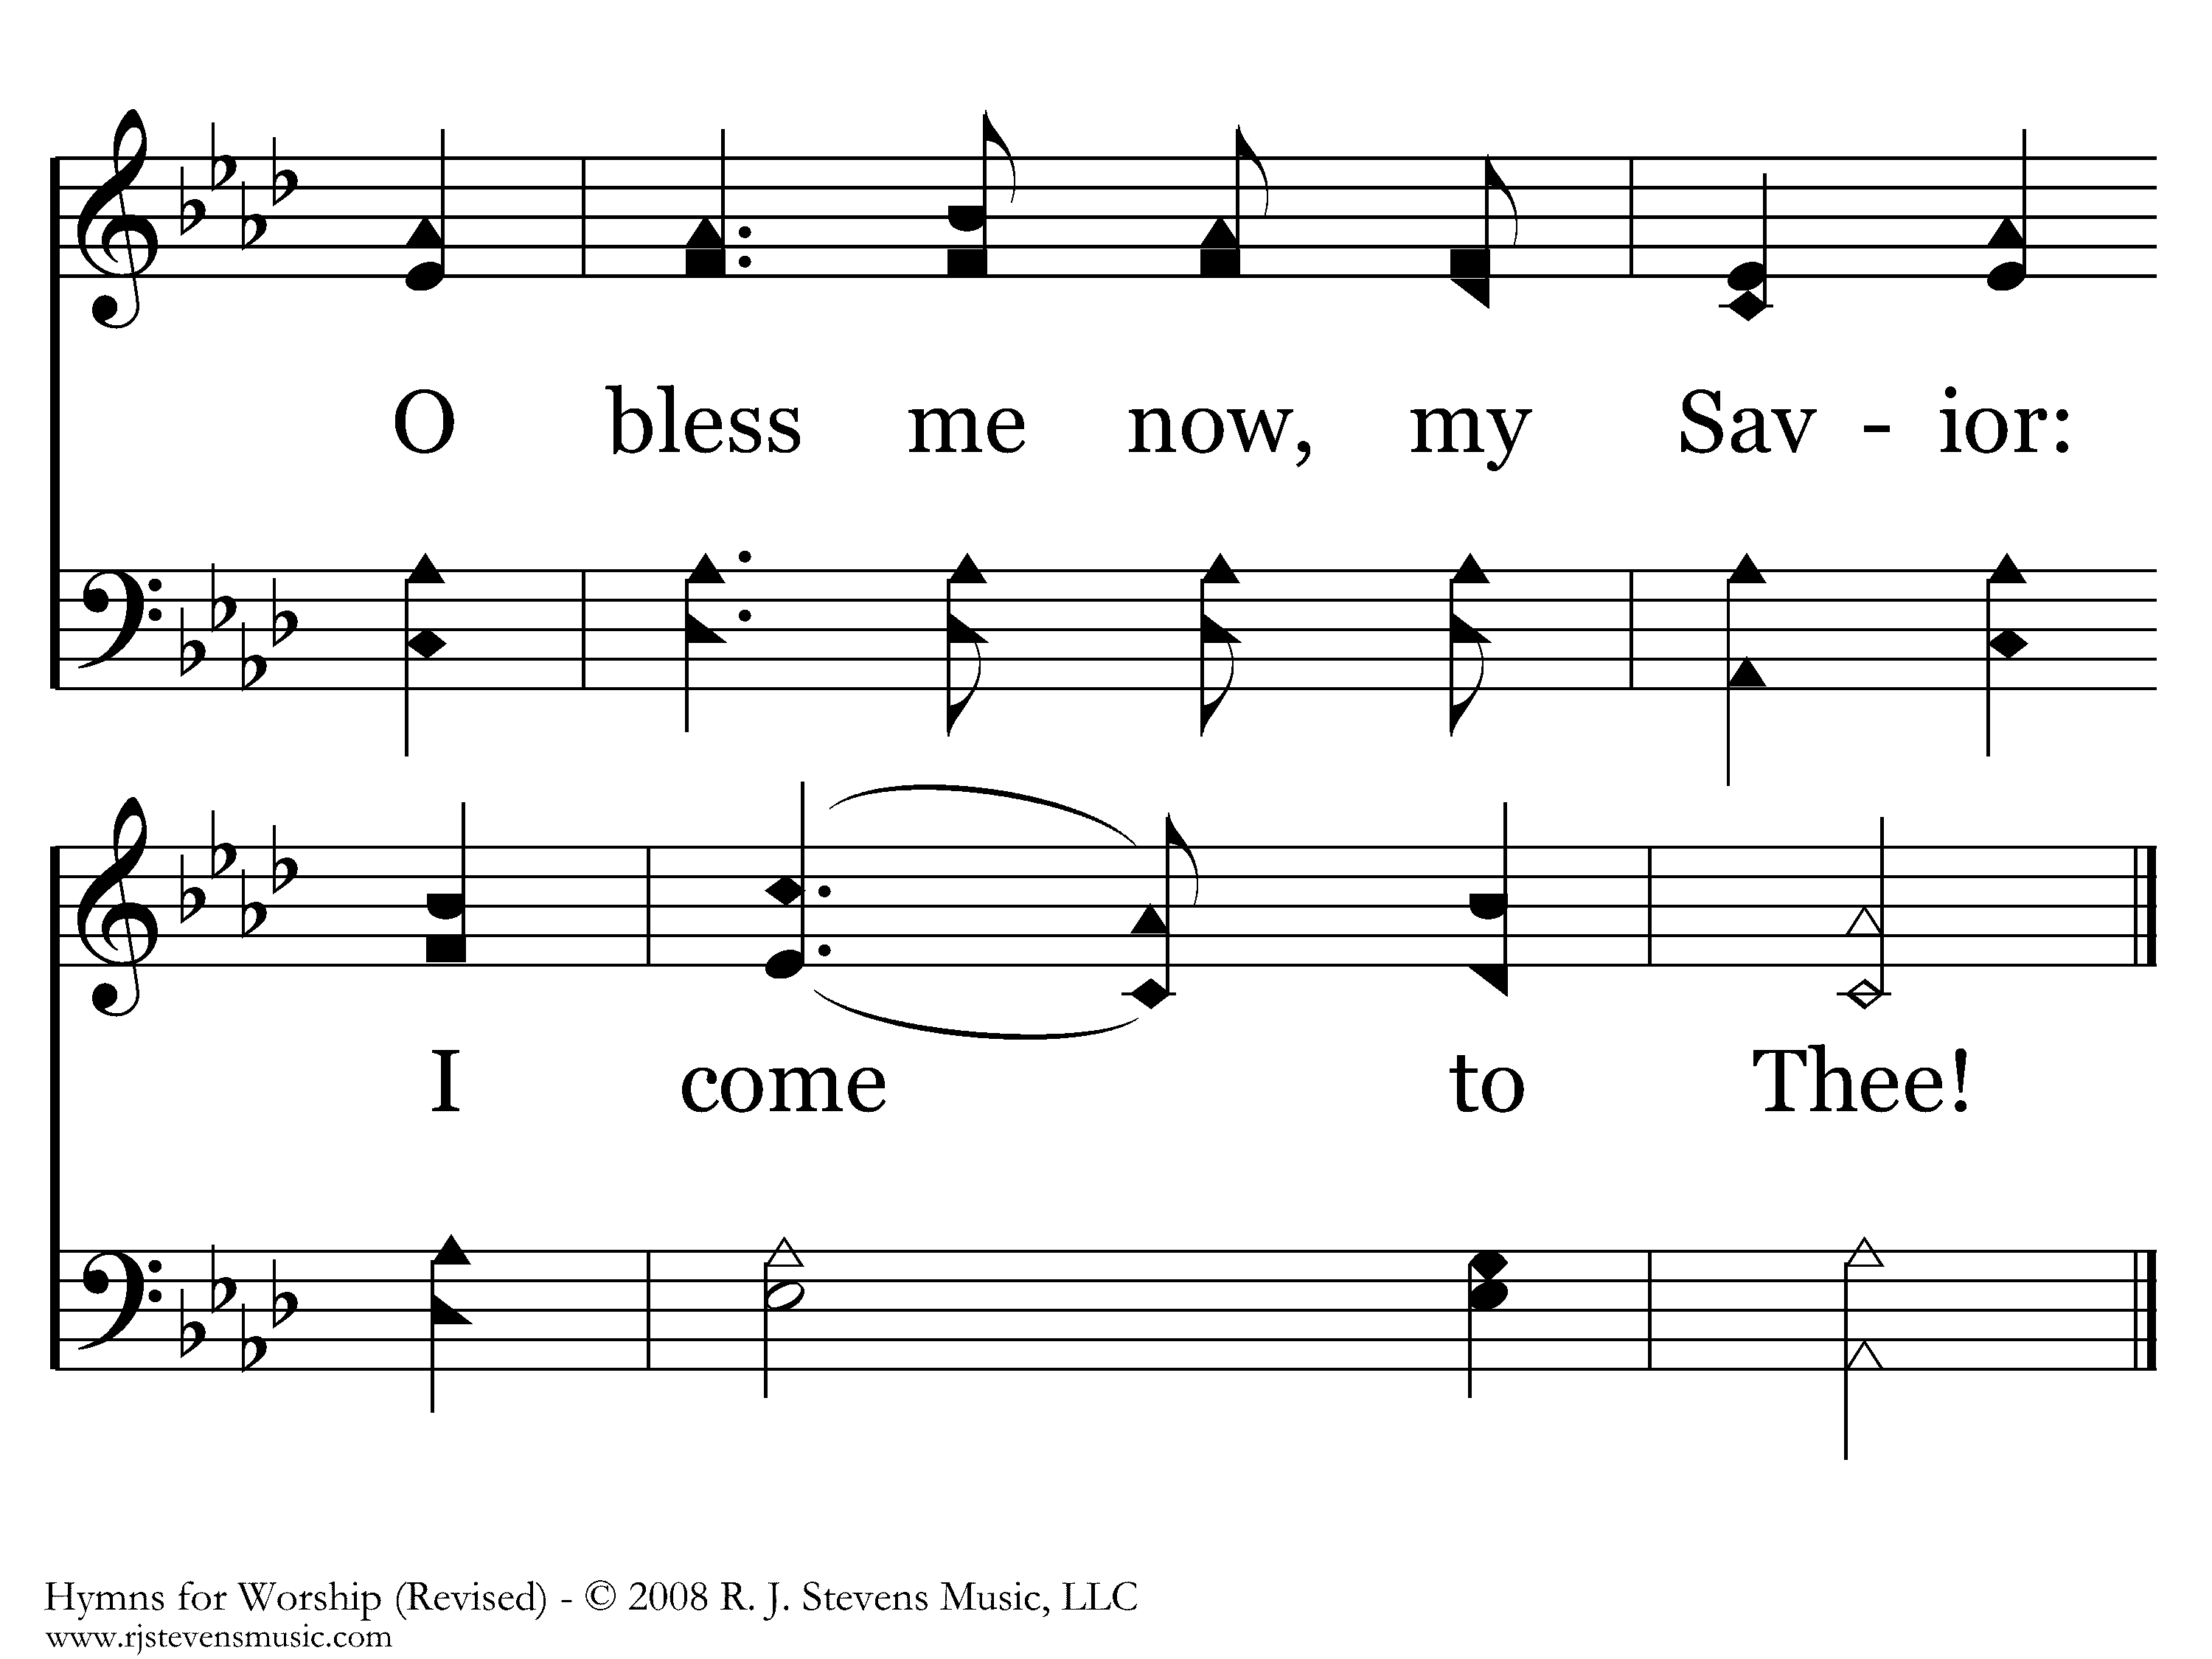 O bless me now, my Sav - ior:
I come to Thee!
Hymns for Worship (Revised) - © 2008 R. J. Stevens Music, LLC
www.rjstevensmusic.com